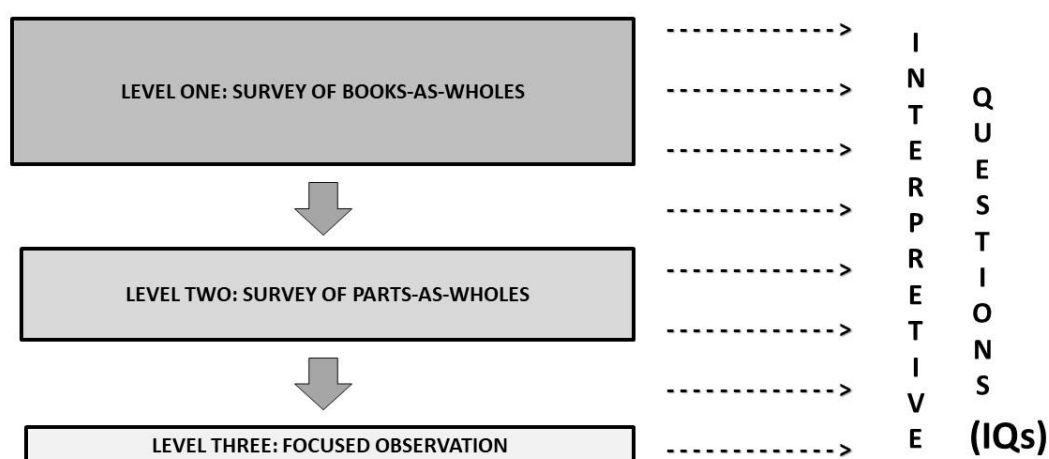 LEVEL ONE: SURVEY OF BOOKS-AS-WHOLES
LEVEL TWO: SURVEY OF PARTS-AS-WHOLES
LEVEL THREE: FOCUSED OBSERVATION
INTERPRETIVE
QUESTIONS
(IQs)